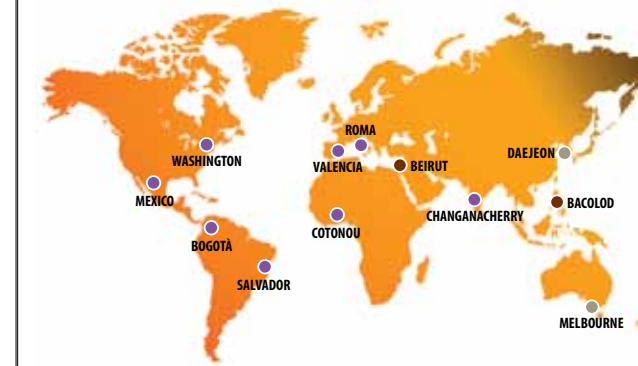 ROMA
WASHINGTON
VALENCIA
BEIRUT
DAEJEON
MEXICO
BACOLOD
CHANGANACHERRY
COTONOU
BOGOTÀ
SALVADOR
MELBOURNE